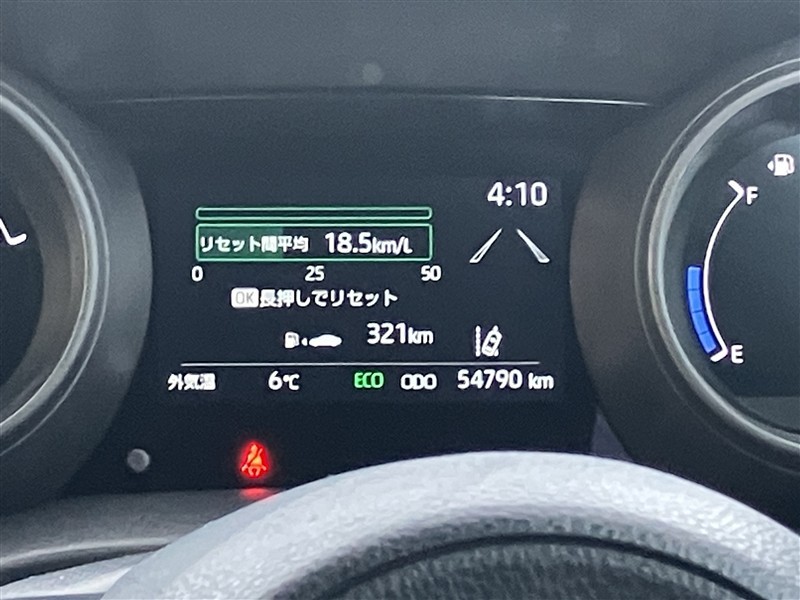 4:10
リセット間平均 18.5km/L
0 25 50
OK長押しでリセット
321km
外気温 6℃ ECO ODO 54790 km
F
E